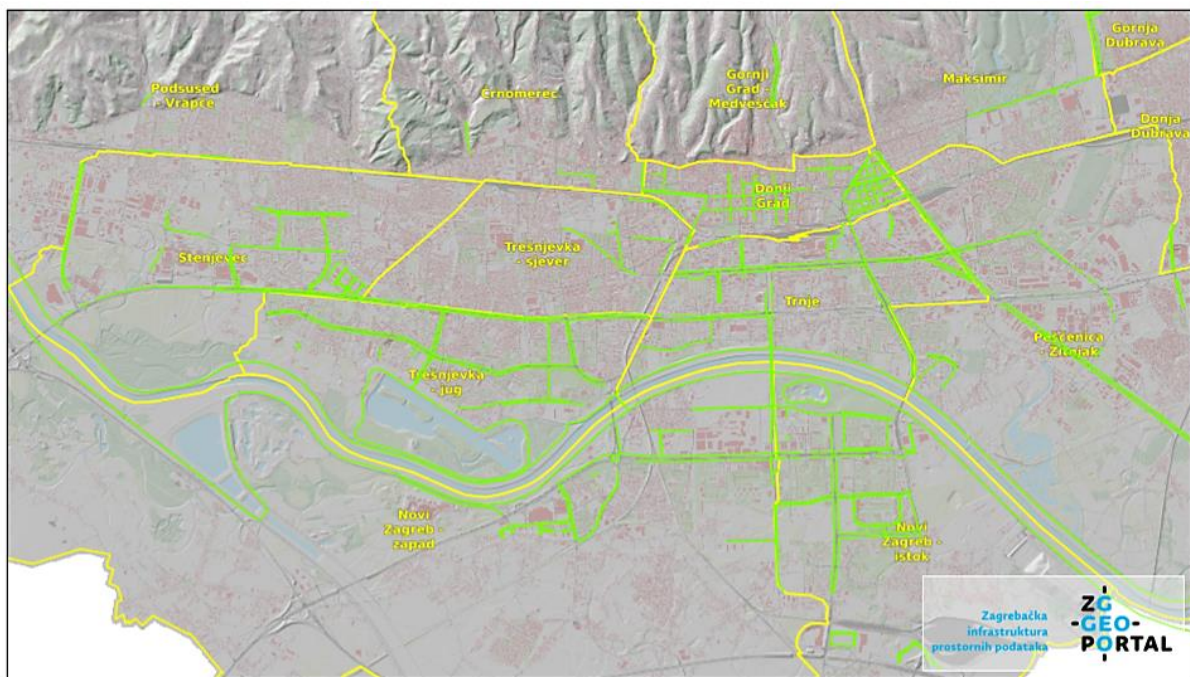 Gornja
Dubrava
Podsused
- Vrapče
Črnomerec
Gornji
Grad -
Medveščak
Maksimir
Donja
Dubrava
Donji
Grad
Stenjevec
Trešnjevka
- sjever
Trnje
Peščenica
- Žitnjak
Trešnjevka
- jug
Novi
Zagreb -
zapad
Novi
Zagreb -
istok
Zagrebačka
infrastruktura
prostornih podataka
ZG
GEO-
PORTAL